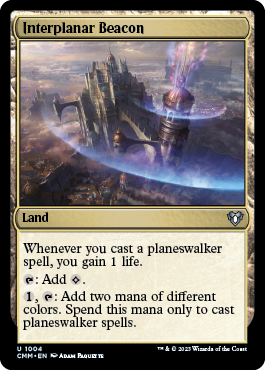 Interplanar Beacon
Land
Whenever you cast a planeswalker
spell, you gain 1 life.
: Add .
1, : Add two mana of different
colors. Spend this mana only to cast
planeswalker spells.
U 1004
CMM • EN Adam Paquette
™ & © 2023 Wizards of the Coast